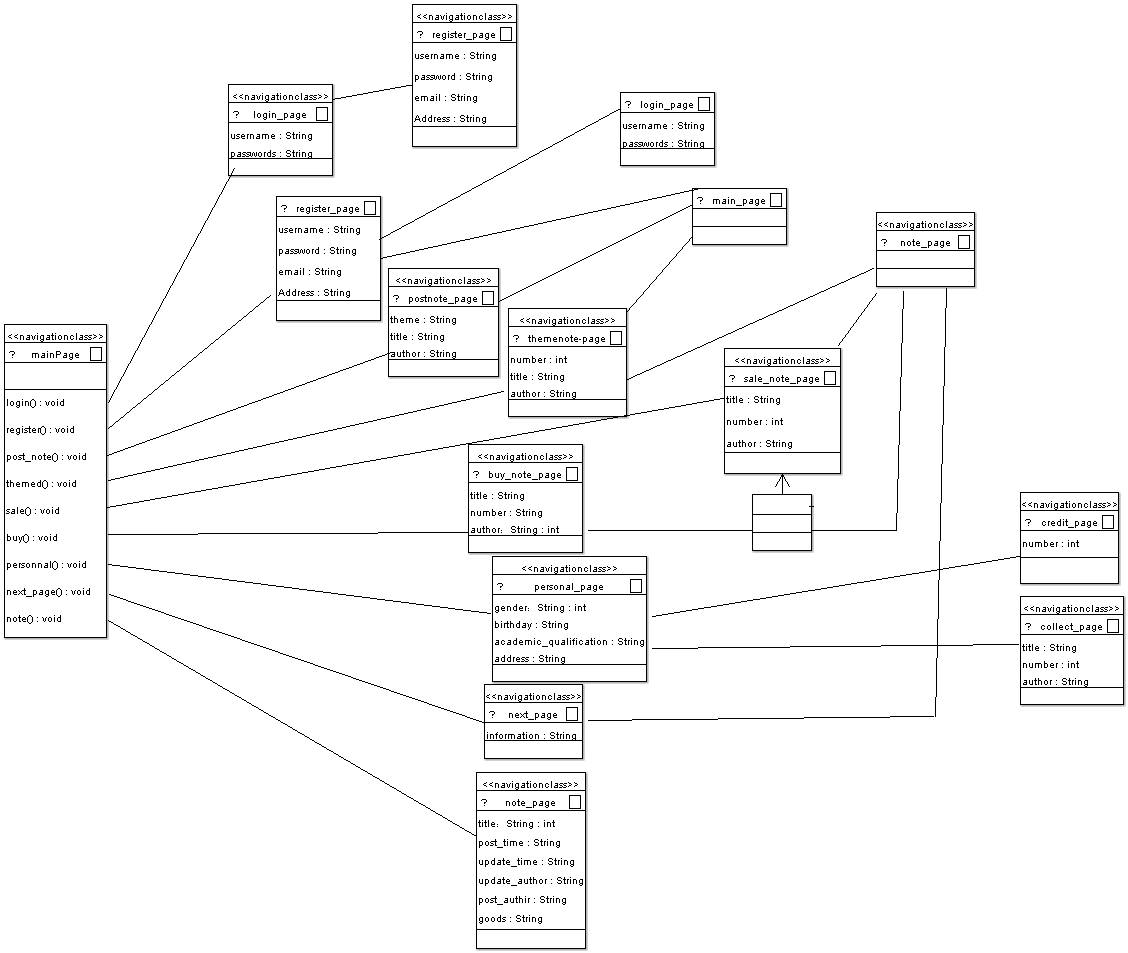 <<navigationclass>>
? register_page
username : String
password : String
email : String
Address : String
<<navigationclass>>
? login_page
username : String
passwords : String
<<navigationclass>>
? login_page
username : String
passwords : String
? register_page
username : String
password : String
email : String
Address : String
? main_page
<<navigationclass>>
? note_page
<<navigationclass>>
? postnote_page
theme : String
title : String
author : String
<<navigationclass>>
? themenote-page
number : int
title : String
author : String
<<navigationclass>>
? mainPage
login() : void
register() : void
post_note() : void
themed() : void
sale() : void
buy() : void
personnal() : void
next_page() : void
note() : void
<<navigationclass>>
? sale_note_page
title : String
number : int
author : String
<<navigationclass>>
? buy_note_page
title : String
number : String
author: String : int
<<navigationclass>>
? credit_page
number : int
<<navigationclass>>
? personal_page
gender: String : int
birthday : String
academic_qualification : String
address : String
<<navigationclass>>
? collect_page
title : String
number : int
author : String
<<navigationclass>>
? next_page
information : String
<<navigationclass>>
? note_page
title: String : int
post_time : String
update_time : String
update_author : String
post_authir : String
goods : String